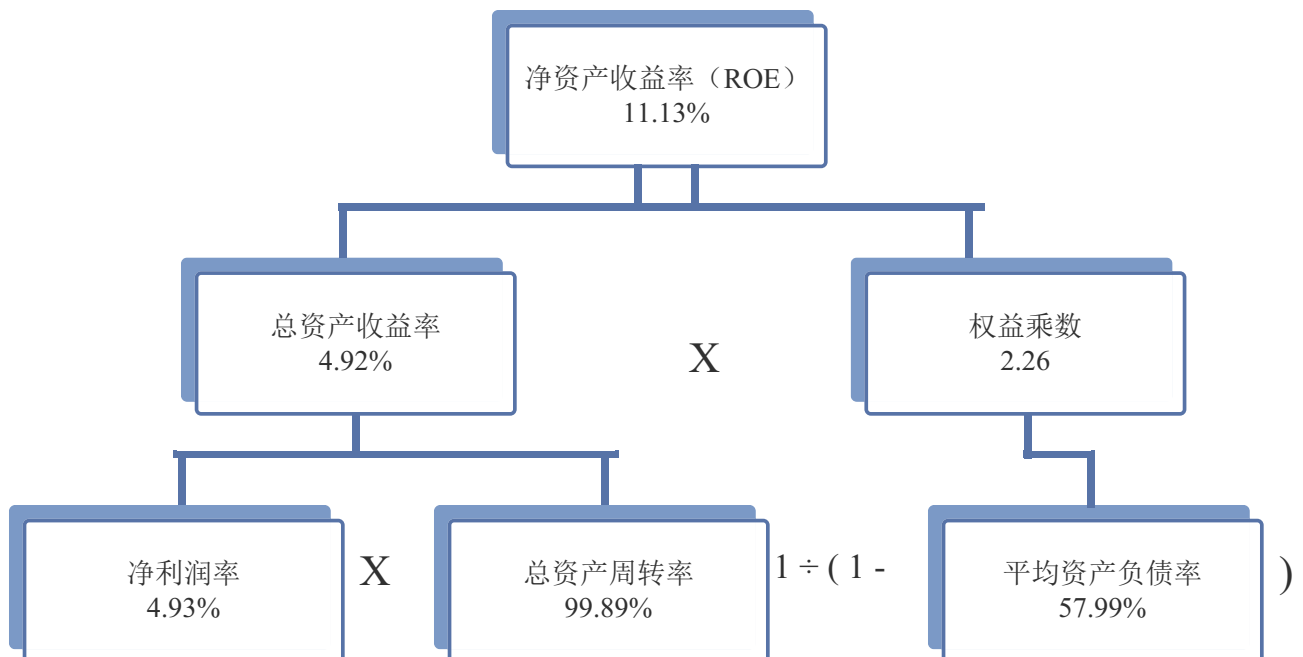 净资产收益率（ROE）
11.13%
总资产收益率
4.92%
X
权益乘数
2.26
净利润率
4.93%
X
总资产周转率
99.89%
1 ÷ ( 1 -
平均资产负债率
57.99%
)